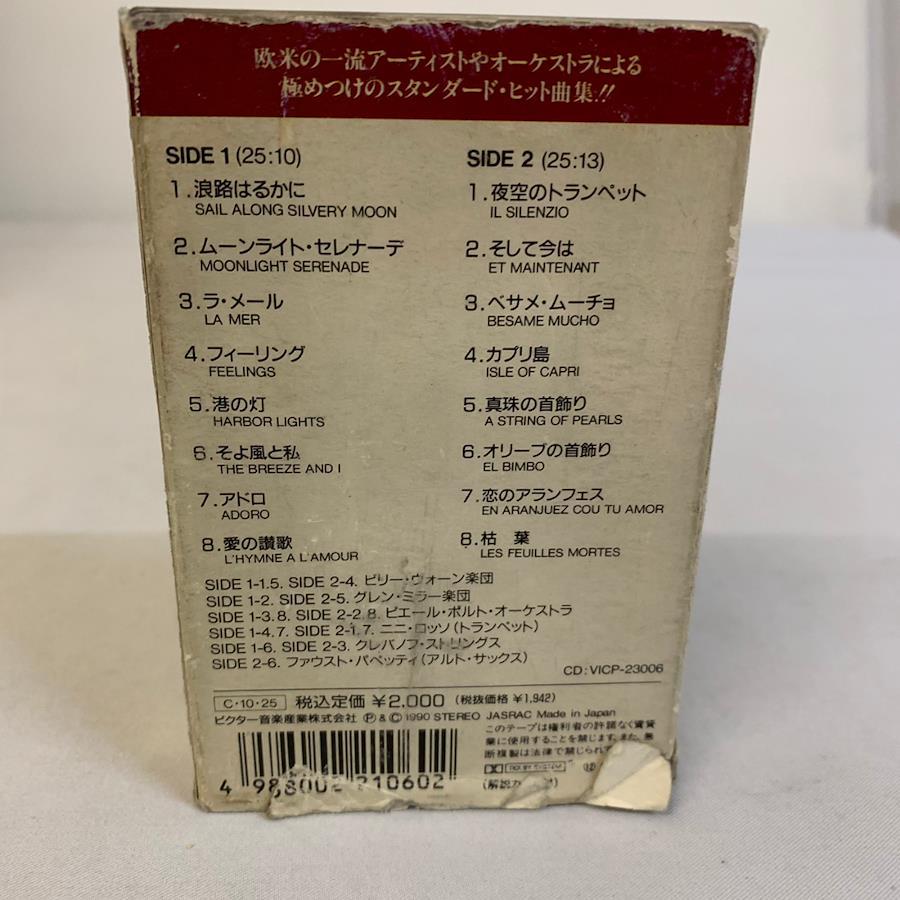 欧米の一流アーティストやオーケストラによる
極めつけのスタンダード・ヒット曲集!!
SIDE 1 (25:10)
1.浪路はるかに
SAIL ALONG SILVERY MOON
2.ムーンライト・セレナーデ
MOONLIGHT SERENADE
3.ラ・メール
LA MER
4.フィーリング
FEELINGS
5.港の灯
HARBOR LIGHTS
6.そよ風と私
THE BREEZE AND I
7.アドロ
ADORO
8.愛の讃歌
L'HYMNE A L'AMOUR
SIDE 2 (25:13)
1.夜空のトランペット
IL SILENZIO
2.そして今は
ET MAINTENANT
3.ベサメ・ムーチョ
BESAME MUCHO
4.カプリ島
ISLE OF CAPRI
5.真珠の首飾り
A STRING OF PEARLS
6.オリーブの首飾り
EL BIMBO
7.恋のアランフェス
EN ARANJUEZ COU TU AMOR
8.枯 葉
LES FEUILLES MORTES
SIDE 1-1.5. SIDE 2-4. ビリー・ヴォーン楽団
SIDE 1-2. SIDE 2-5. グレン・ミラー楽団
SIDE 1-3.8. SIDE 2-2.8. ピエール・ポルト・オーケストラ
SIDE 1-4.7. SIDE 2-1.7. ニニ・ロッソ(トランペット)
SIDE 1-6. SIDE 2-3. クレバノフ・ストリングス
SIDE 2-6. ファウスト・パペッティ(アルト・サックス)
CD:VICP-23006
C・10・25 税込定価 ¥2,000 (税抜価格 ¥1,942)
ビクター音楽産業株式会社 Ⓟ & Ⓒ 1990 STEREO JASRAC Made in Japan
このテープは権利者の許諾なく賃貸
業に使用することを禁じます。また、無
断複製は法律で禁じられて
DOLBY SYSTEM
(解説カ
4 988002 210602